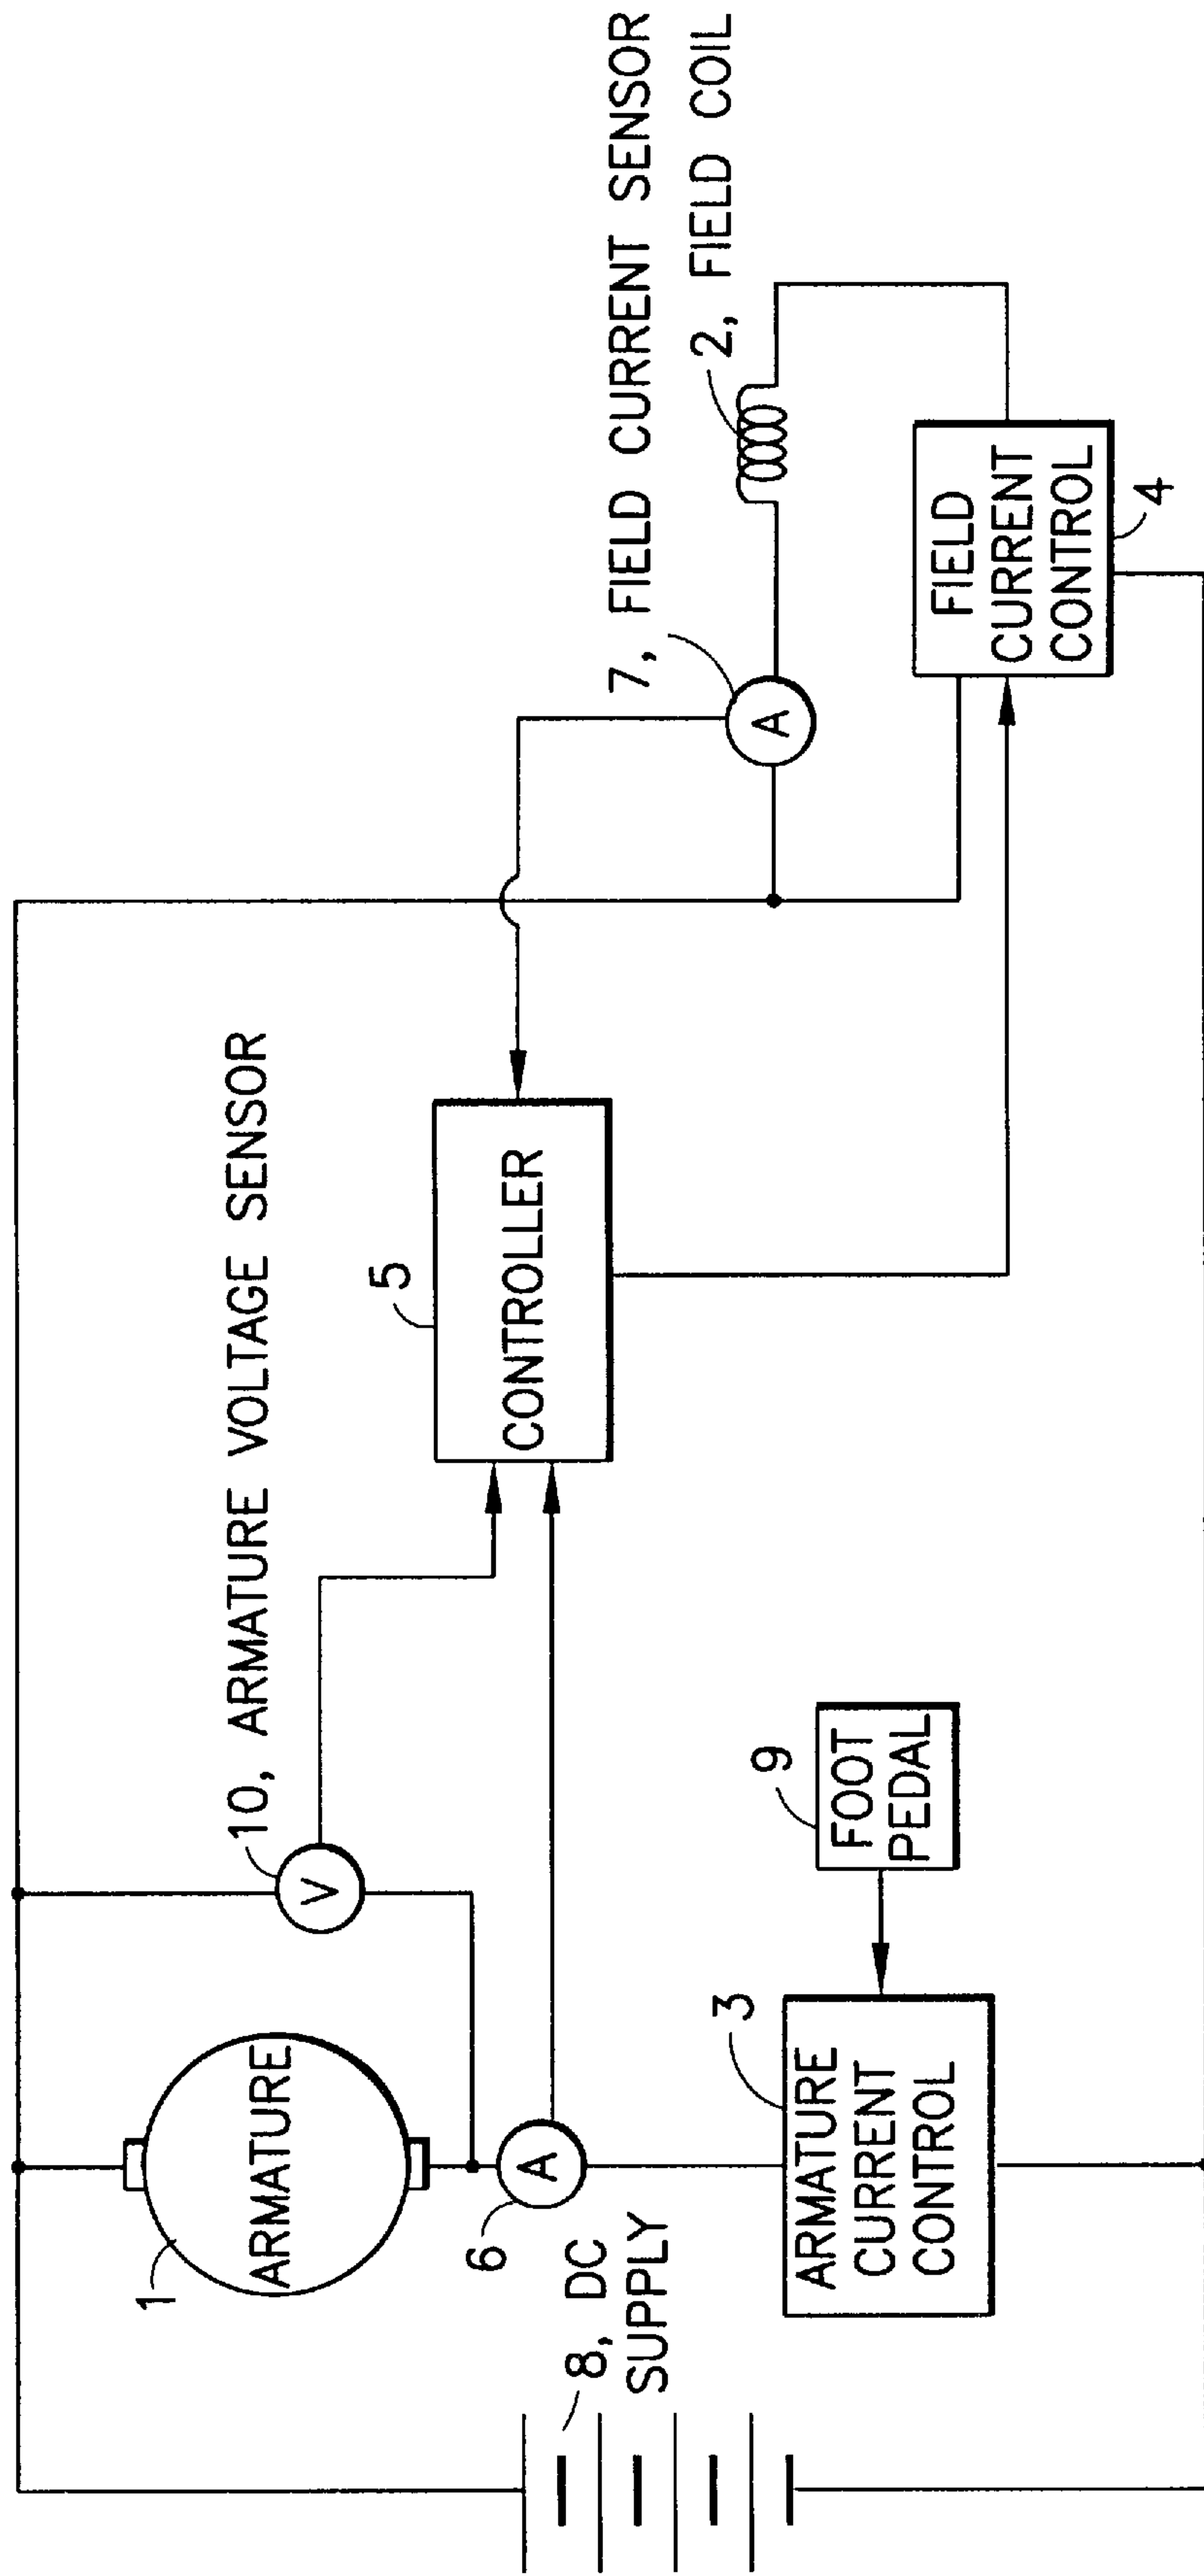 10, ARMATURE VOLTAGE SENSOR
1
ARMATURE
V
6
A
8, DC
SUPPLY
5
CONTROLLER
7, FIELD CURRENT SENSOR
2, FIELD COIL
A
3
ARMATURE
CURRENT
CONTROL
9
FOOT
PEDAL
FIELD
CURRENT
CONTROL
4